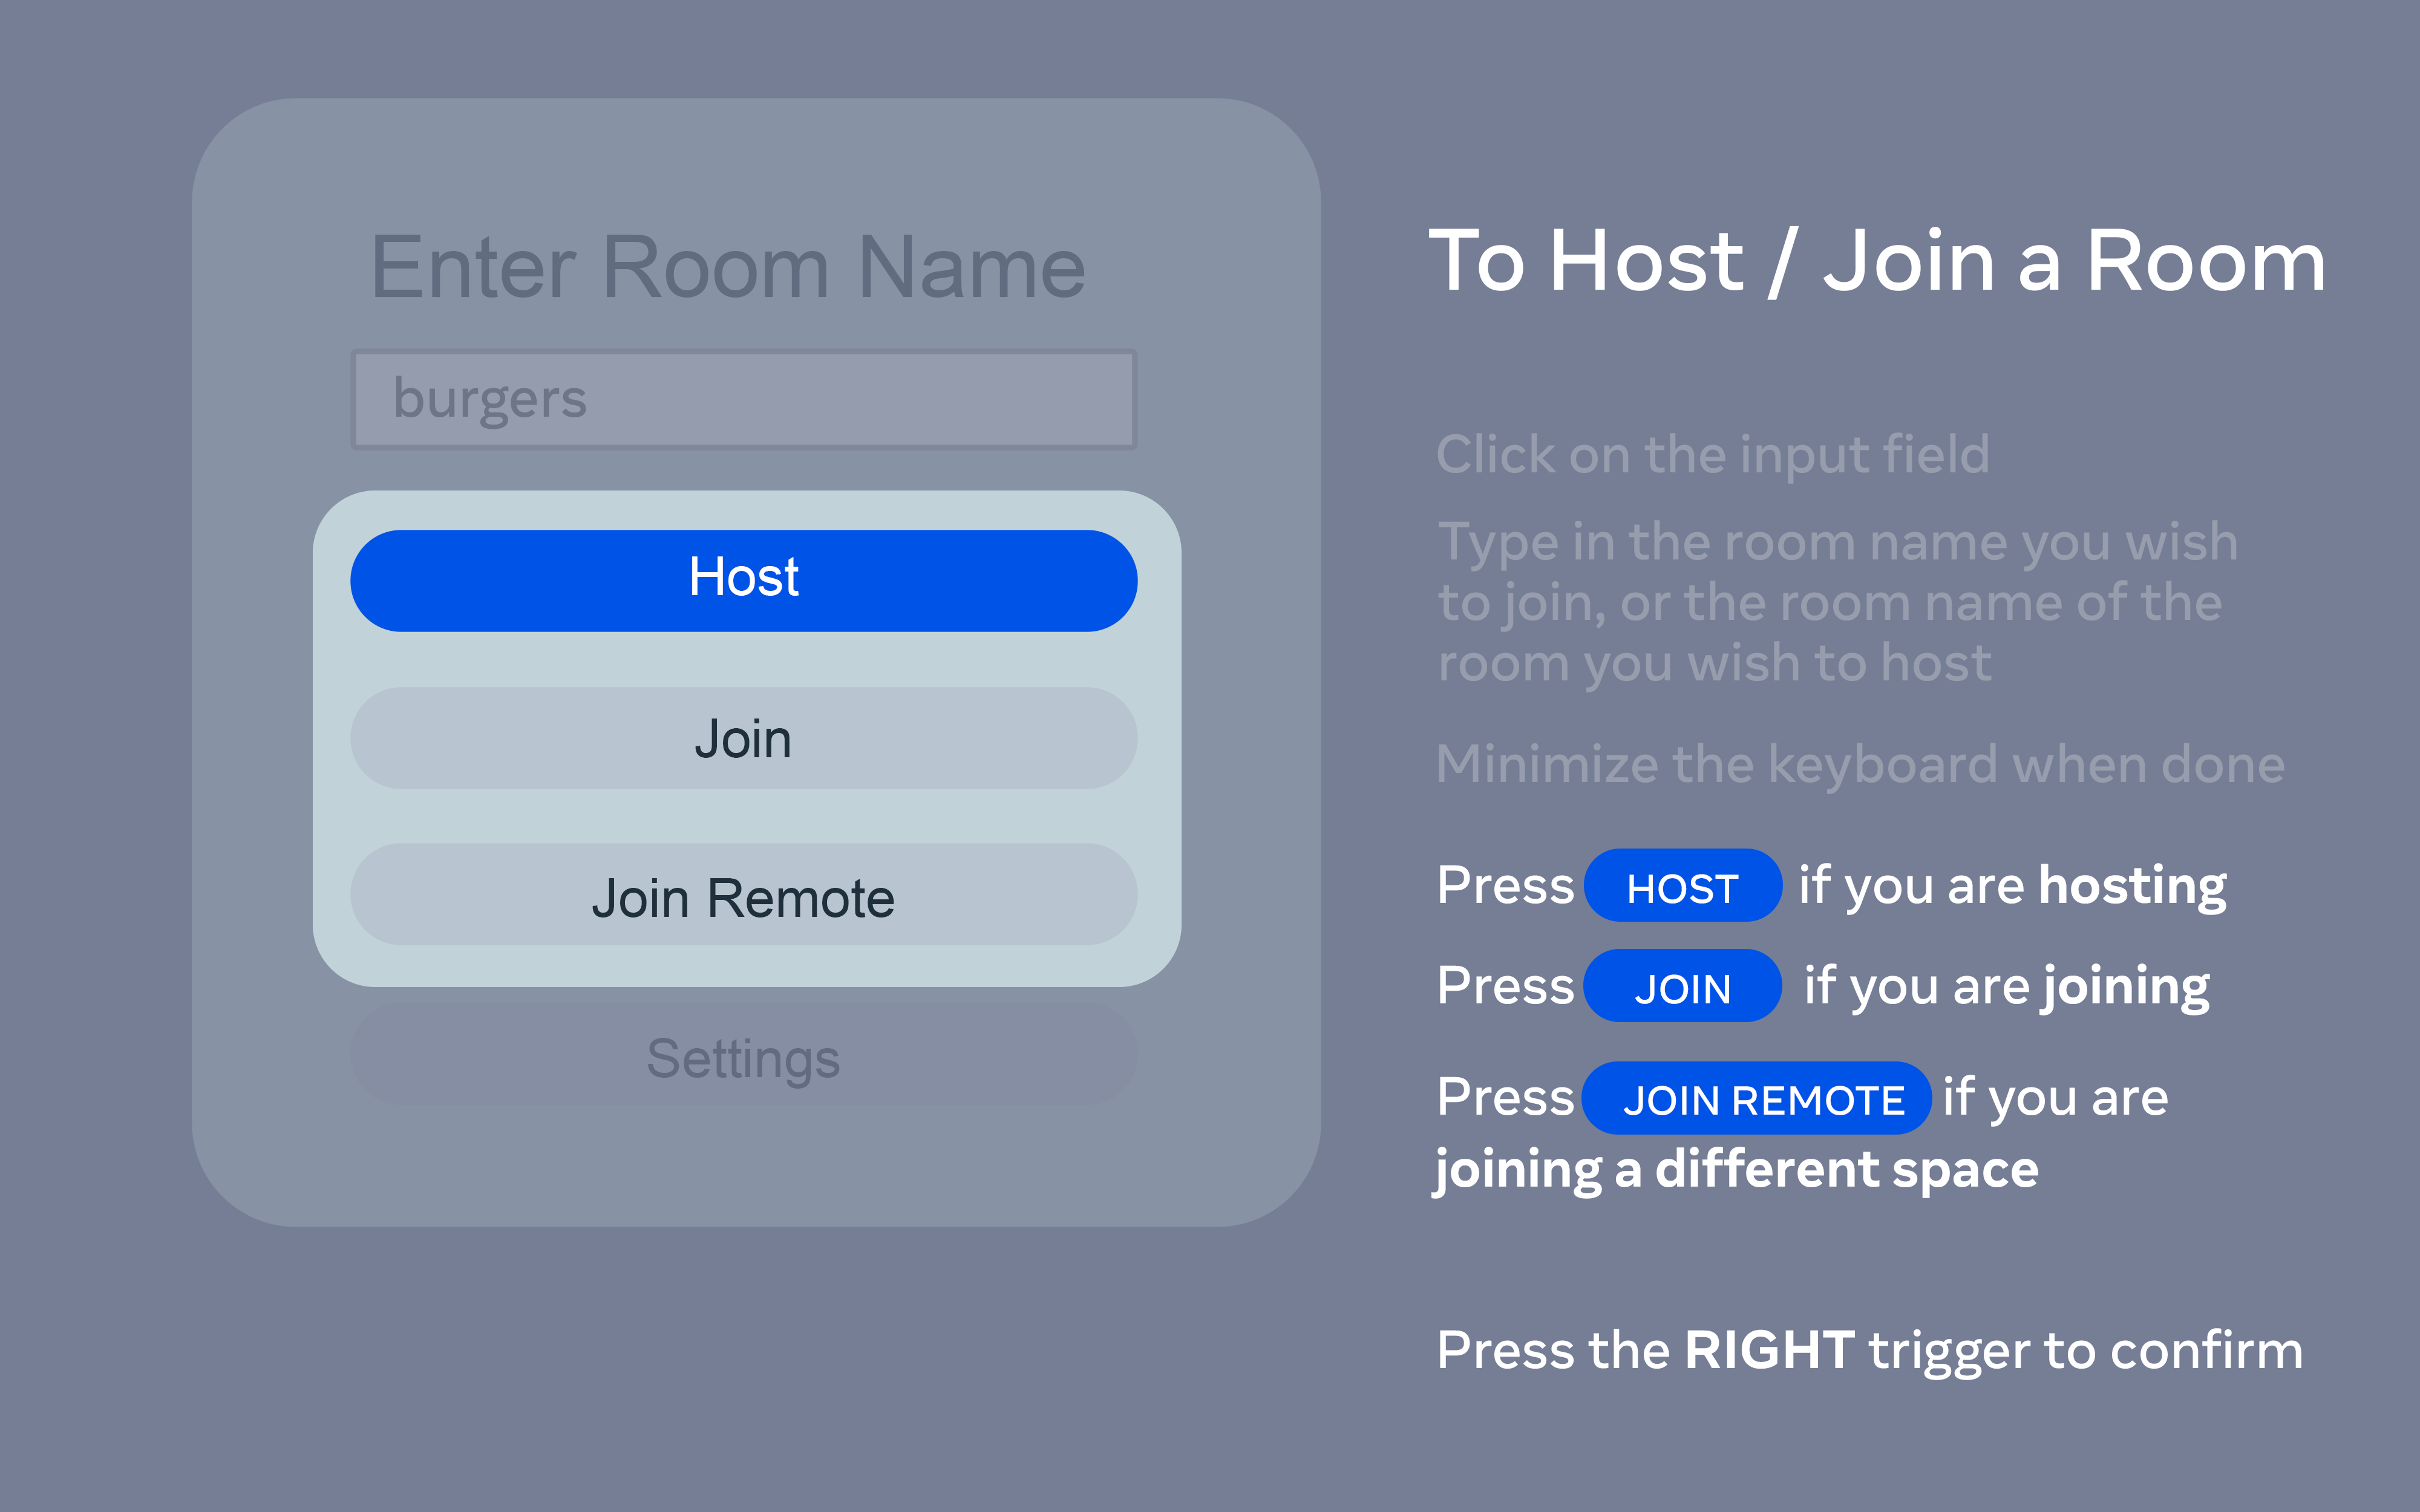 Enter Room Name
burgers
Host
Join
Join Remote
Settings
To Host / Join a Room
Click on the input field
Type in the room name you wish
to join, or the room name of the
room you wish to host
Minimize the keyboard when done
Press HOST if you are hosting
Press JOIN if you are joining
Press JOIN REMOTE if you are
joining a different space
Press the RIGHT trigger to confirm